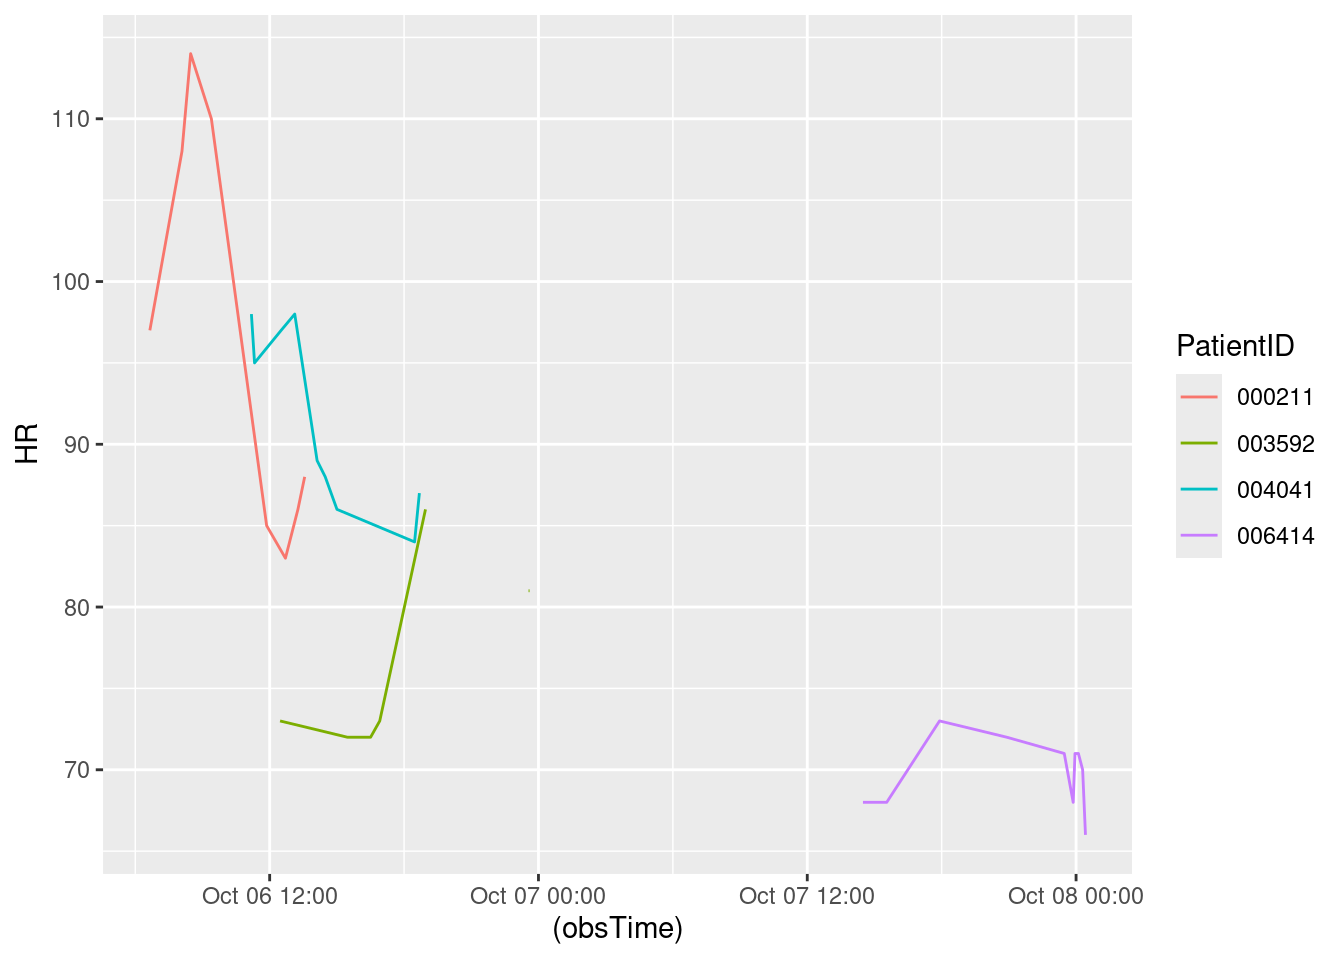 110
100
90
80
70
HR
Oct 06 12:00
Oct 07 00:00
Oct 07 12:00
Oct 08 00:00
(obsTime)
PatientID
000211
003592
004041
006414